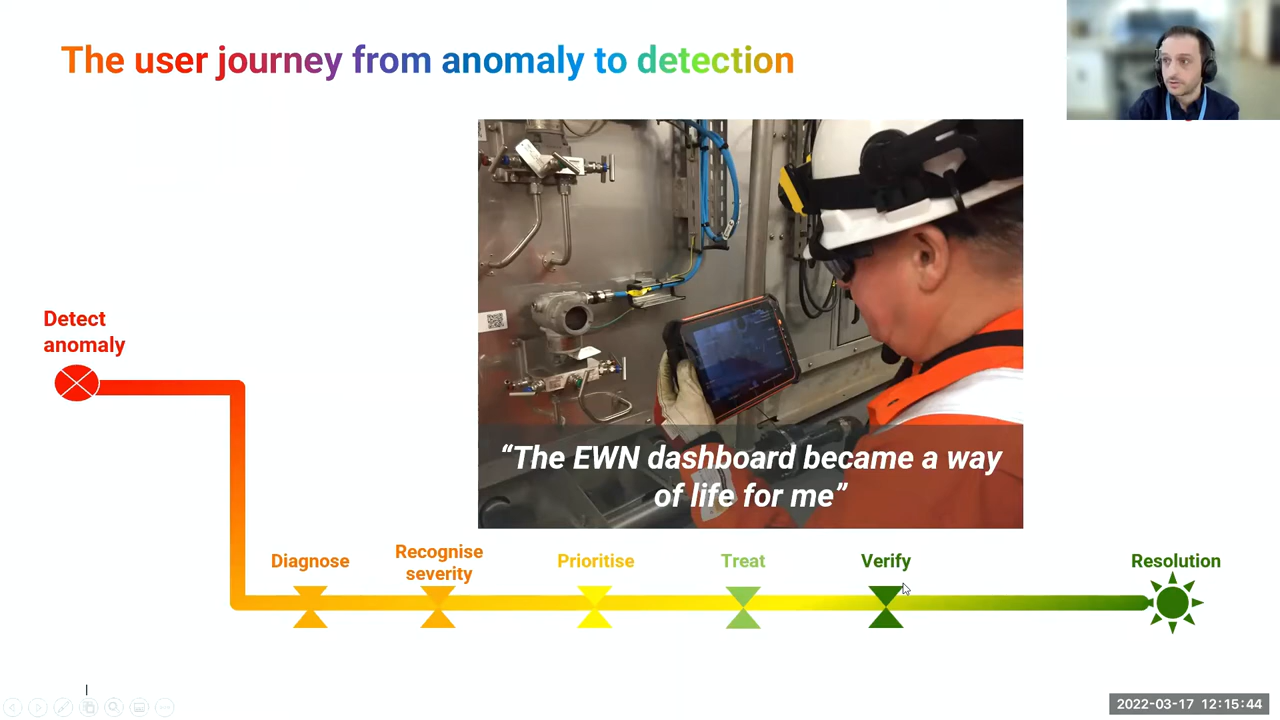 The user journey from anomaly to detection
Detect
anomaly
“The EWN dashboard became a way
of life for me”
Diagnose
Recognise
severity
Prioritise
Treat
Verify
Resolution
2022-03-17 12:15:44